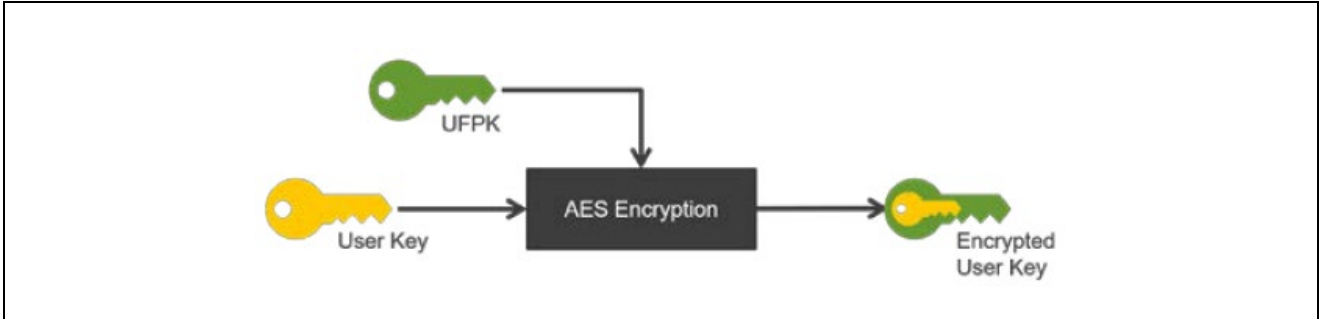 UFPK
AES Encryption
User Key
Encrypted
User Key